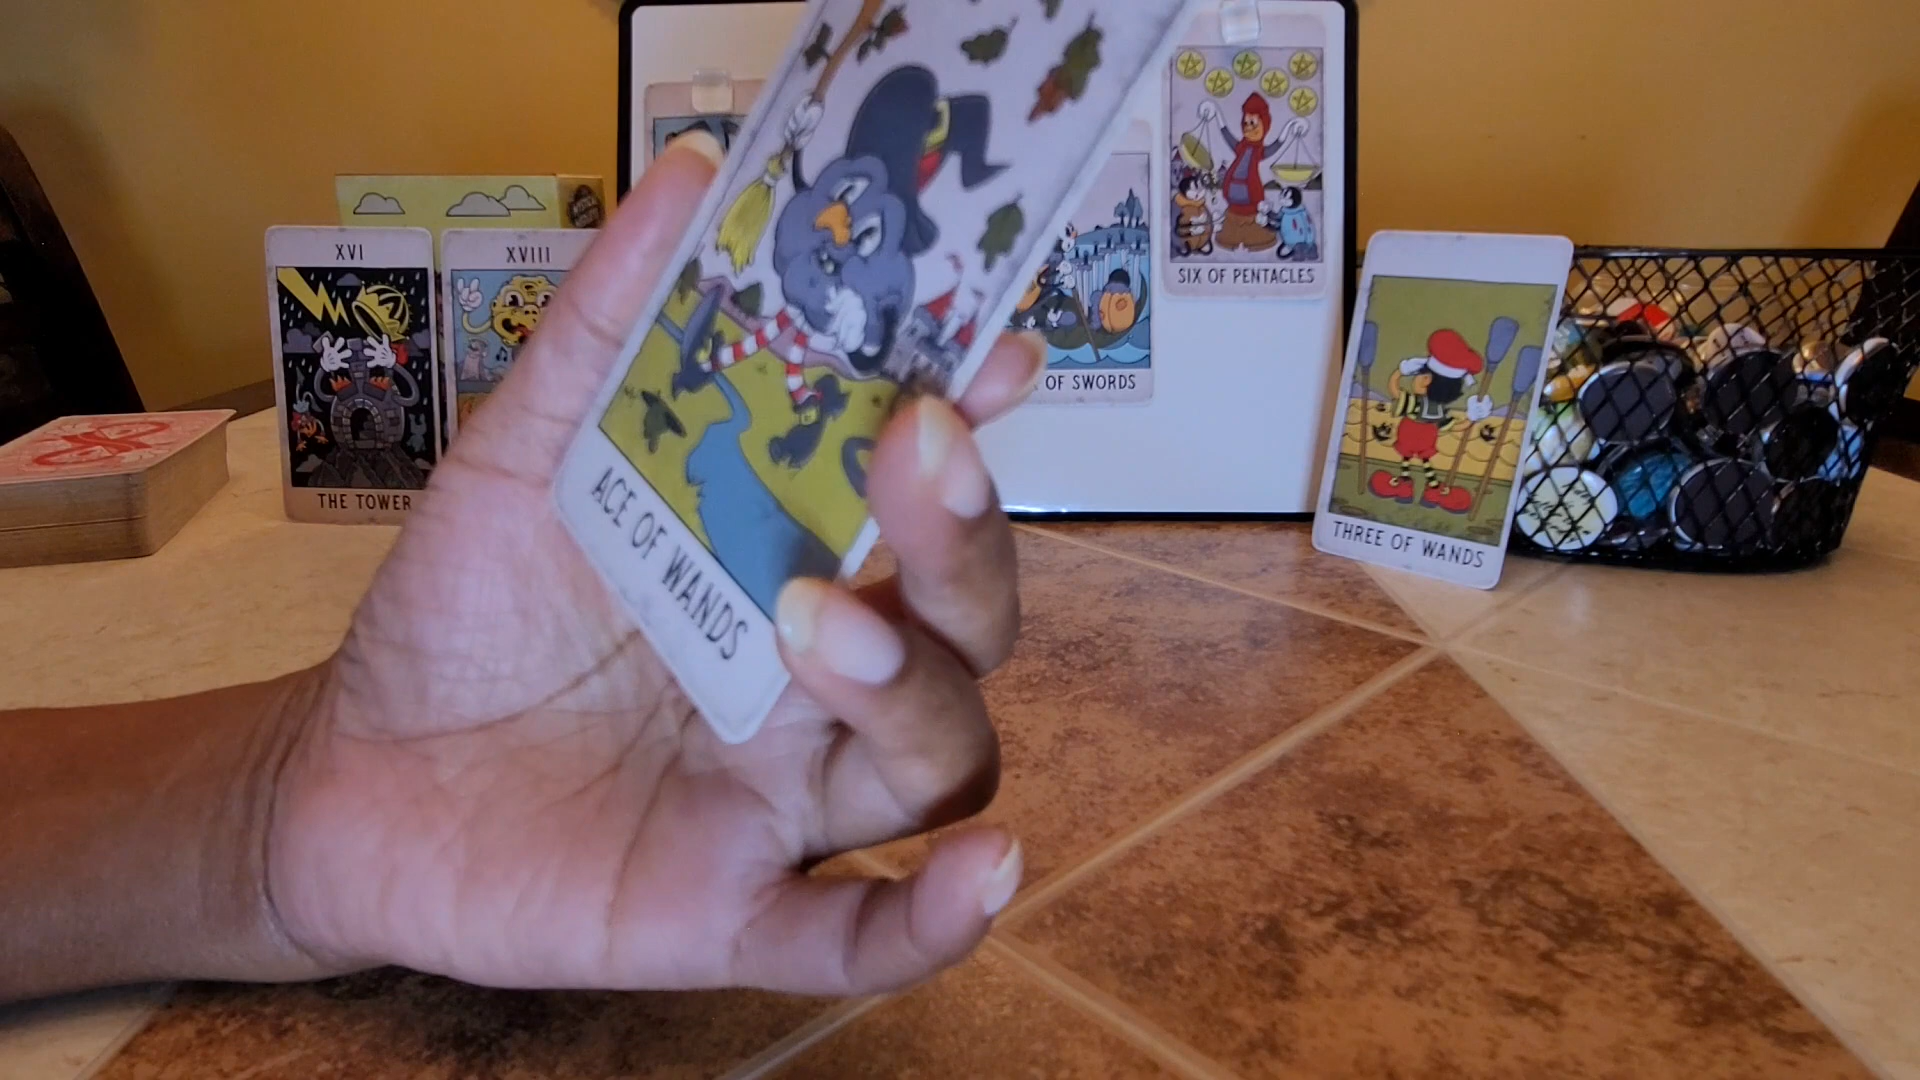 XVI
THE TOWER
XVIII
ACE OF WANDS
OF SWORDS
SIX OF PENTACLES
THREE OF WANDS